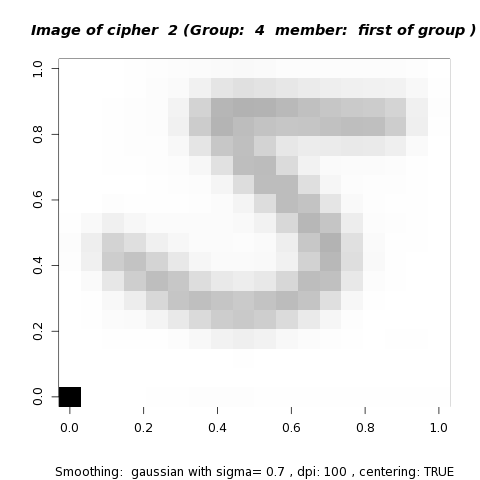 Image of cipher 2 (Group: 4 member: first of group )
1.0
0.8
0.6
0.4
0.2
0.0
0.0 0.2 0.4 0.6 0.8 1.0
Smoothing: gaussian with sigma= 0.7 , dpi: 100 , centering: TRUE